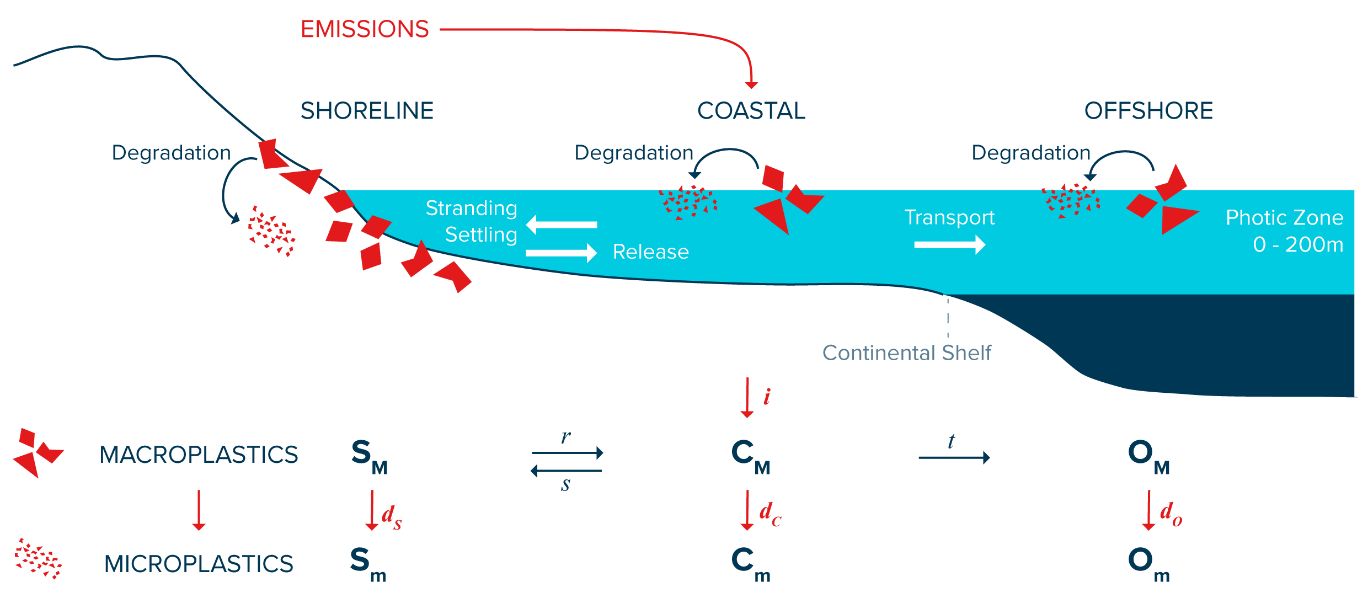 EMISSIONS
SHORELINE
COASTAL
OFFSHORE
Degradation
Degradation
Degradation
Stranding
Settling
Release
Transport
Photic Zone
0 - 200m
Continental Shelf
i
MACROPLASTICS
S_M
r
s
C_M
t
O_M
d_S
d_C
d_O
MICROPLASTICS
S_m
C_m
O_m